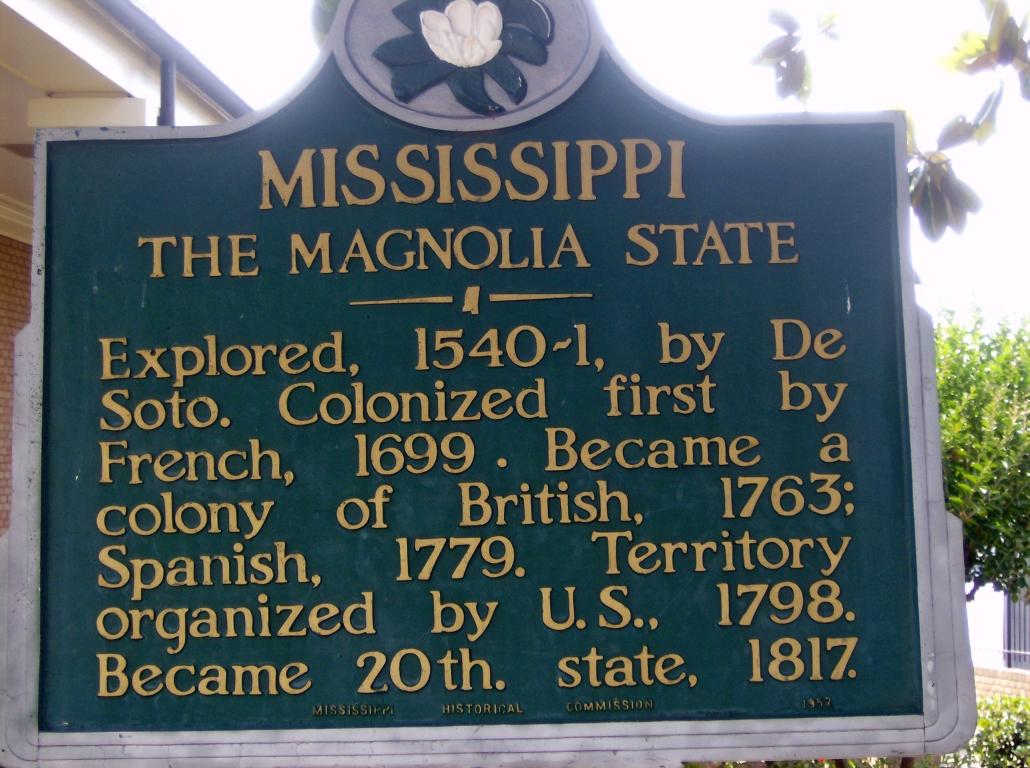 MISSISSIPPI
THE MAGNOLIA STATE
Explored, 1540-1, by De
Soto. Colonized first by
French, 1699. Became a
colony of British, 1763;
Spanish, 1779. Territory
organized by U.S., 1798.
Became 20th. state, 1817.
MISSISSIPPI HISTORICAL COMMISSION